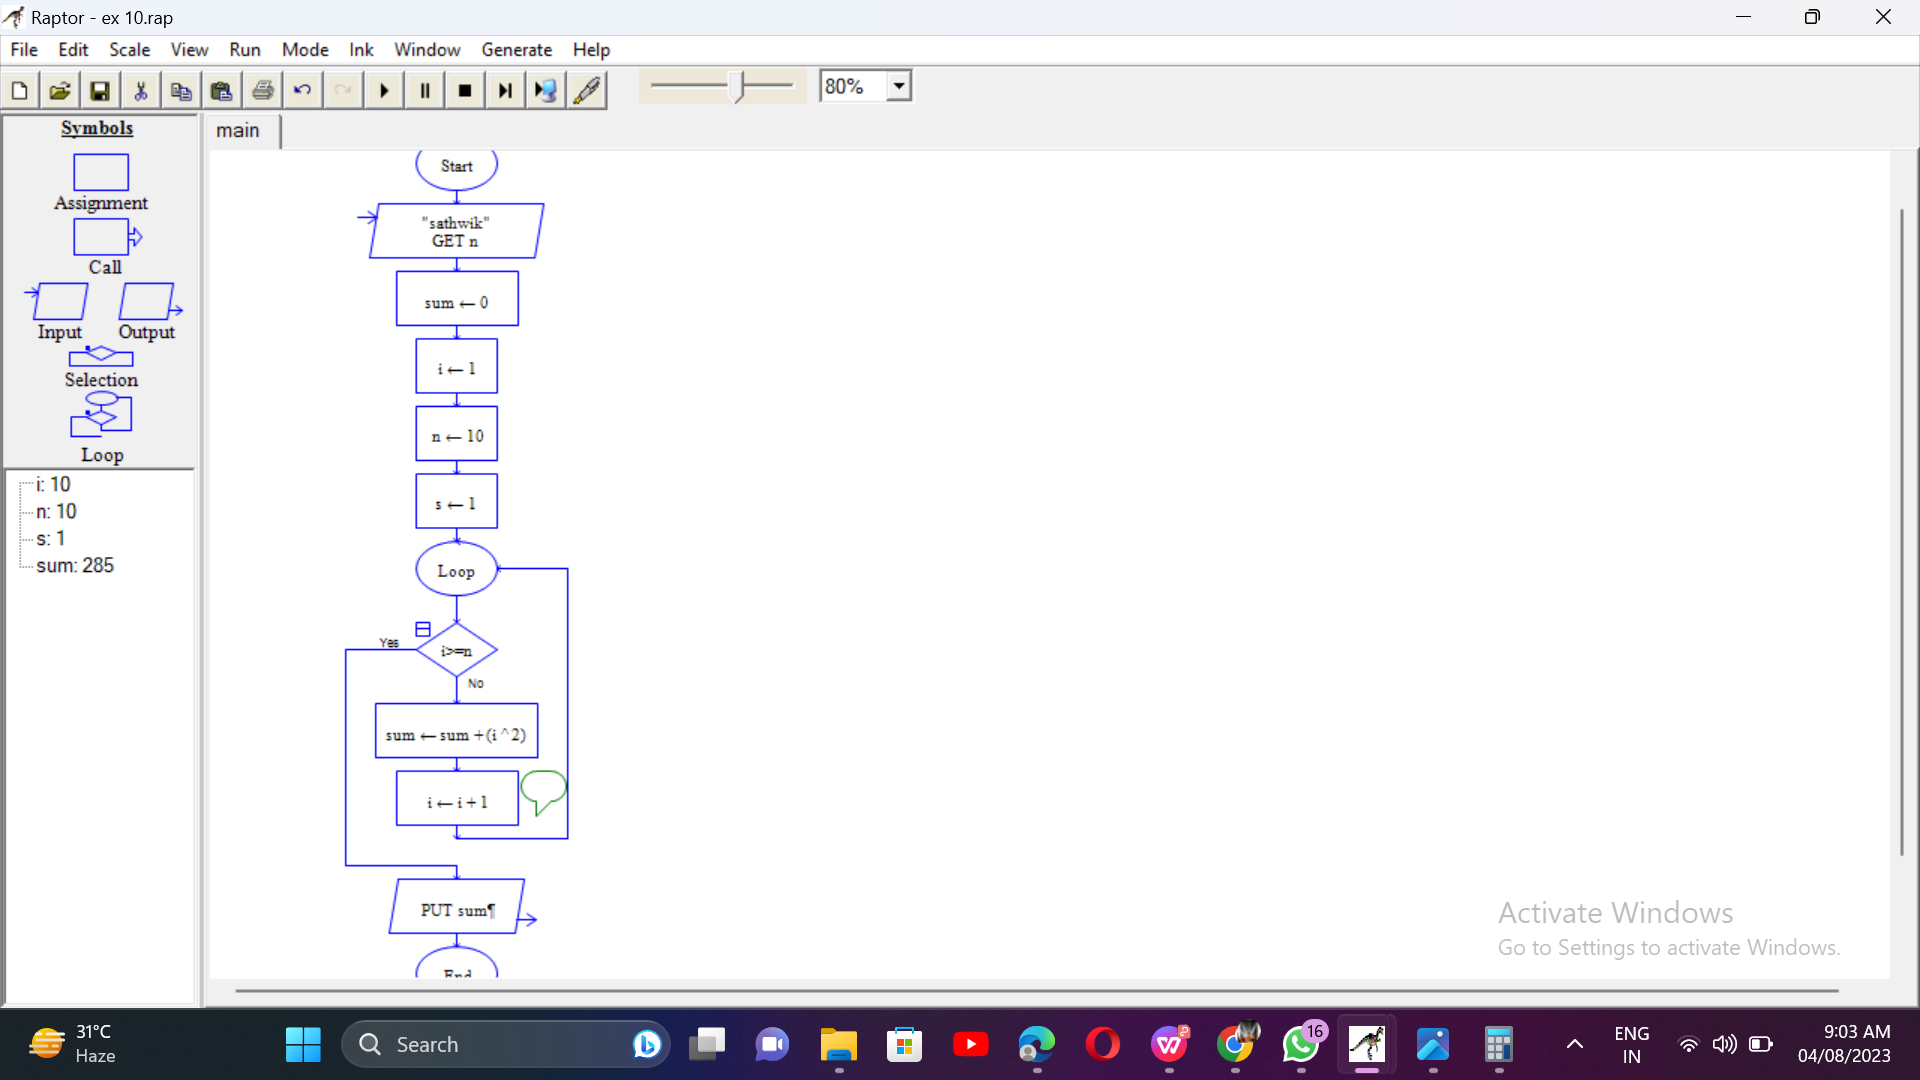 Raptor - ex 10.rap
File Edit Scale View Run Mode Ink Window Generate Help
80%
Symbols
Assignment
Call
Input Output
Selection
Loop
i: 10
n: 10
s: 1
sum: 285
main
Start
"sathwik"
GET n
sum ← 0
i ← 1
n ← 10
s ← 1
Loop
Yes
i>=n
No
sum ← sum +(i ^ 2)
i ← i + 1
PUT sum¶
End
Activate Windows
Go to Settings to activate Windows.
31°C
Haze
Search
16
ENG
IN
9:03 AM
04/08/2023